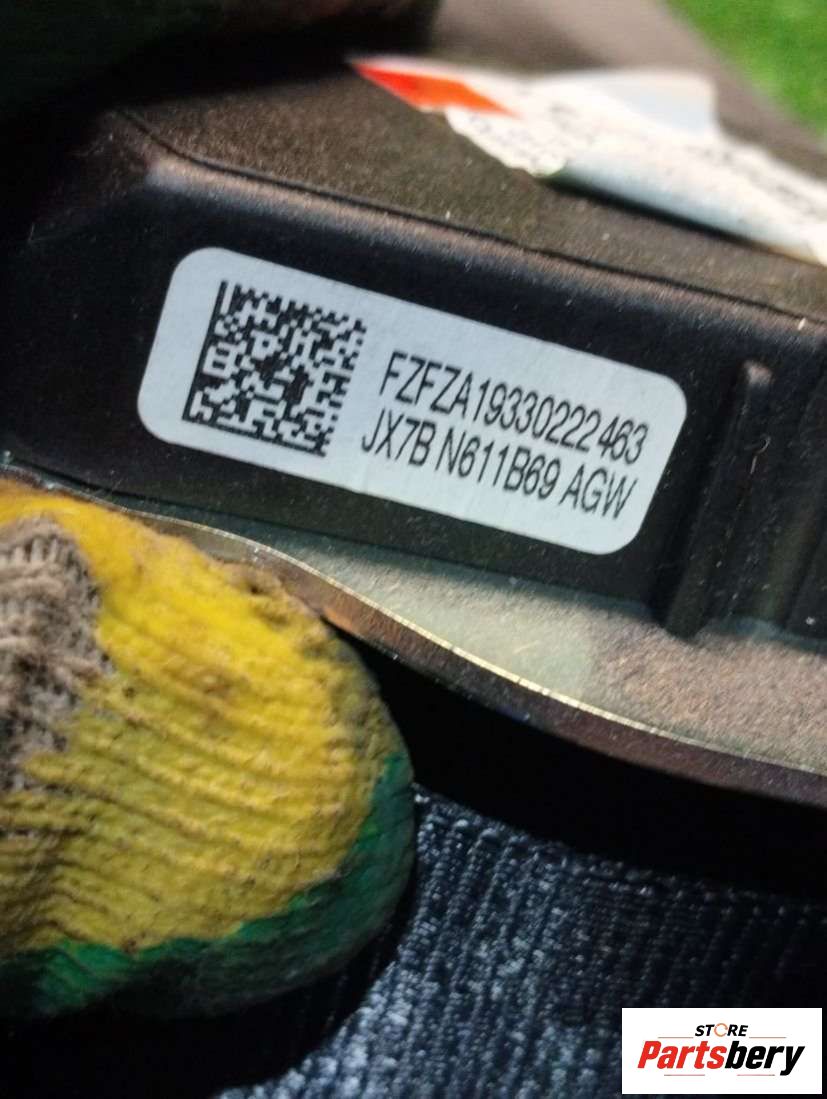 FZFZA19330222463
JX7B N611B69 AGW
STORE
Partsbery